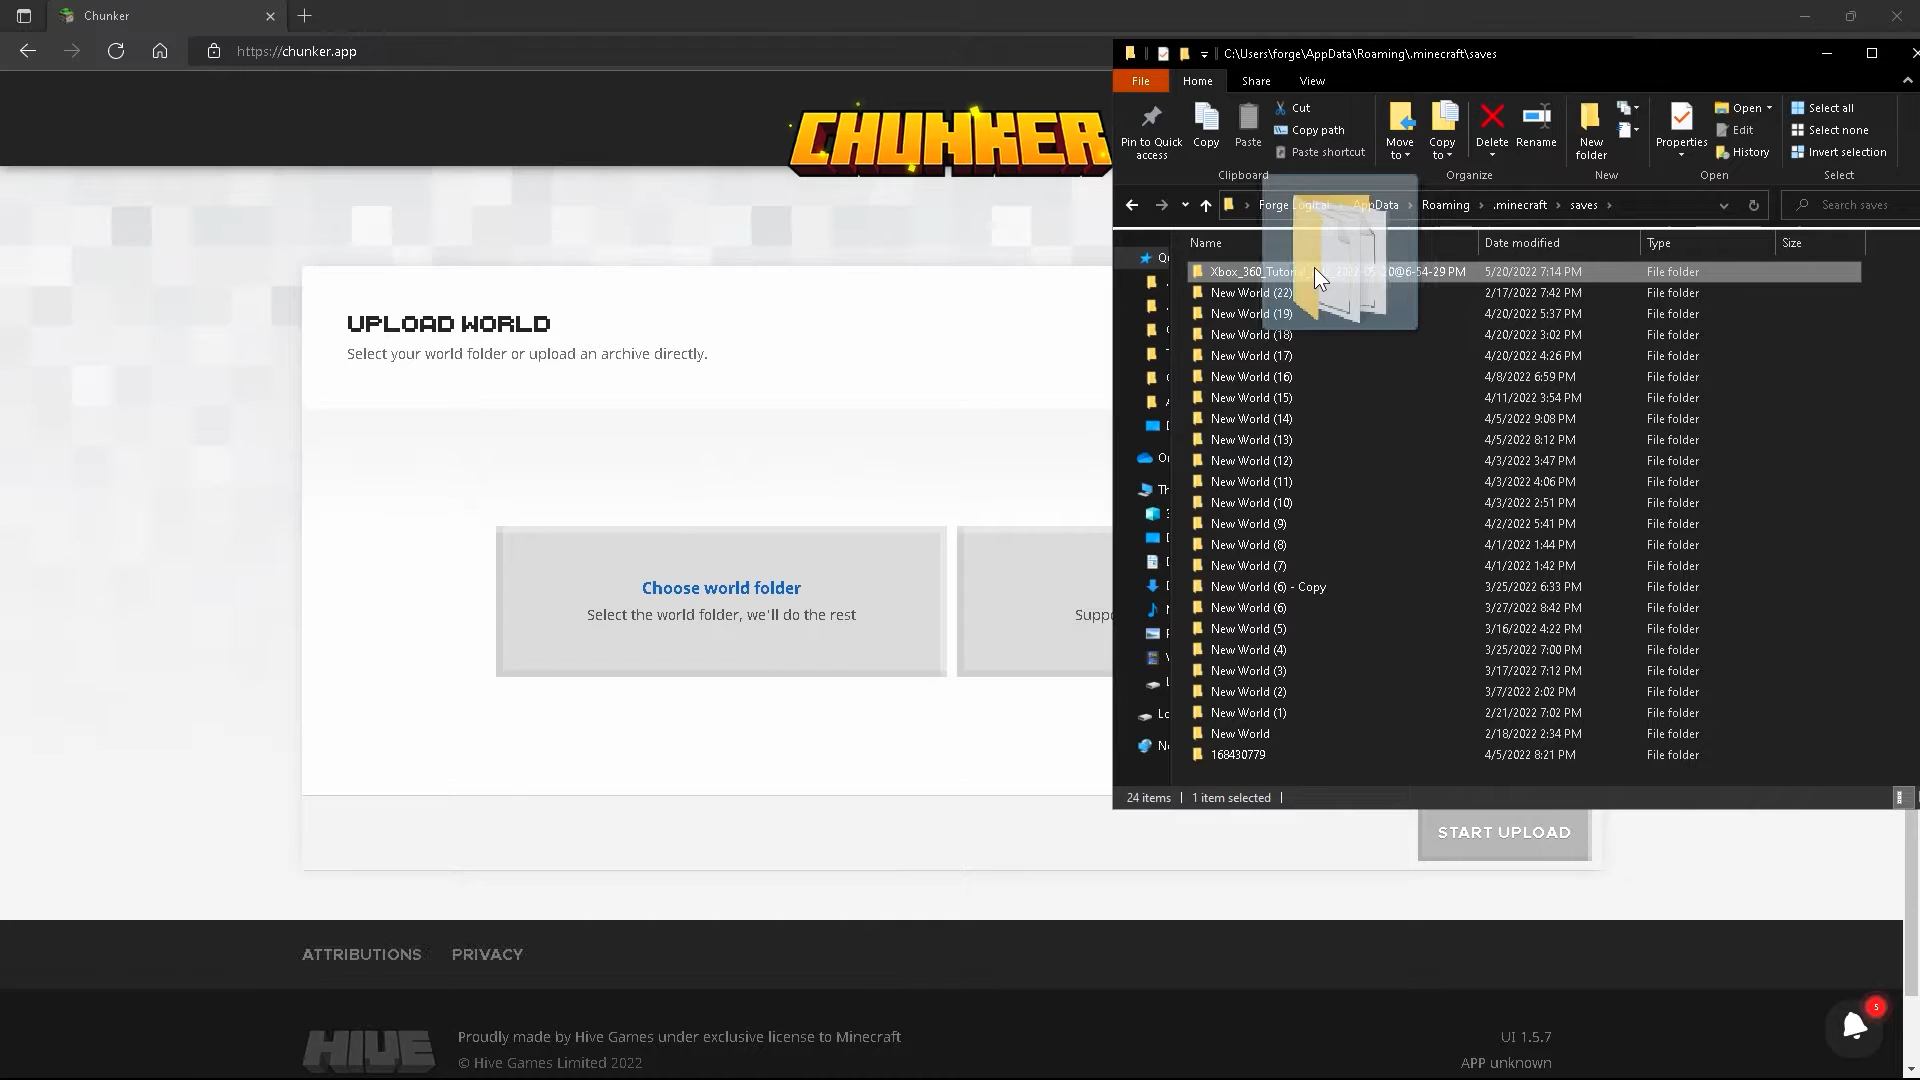 Chunker
https://chunker.app
CHUNKER
UPLOAD WORLD
Select your world folder or upload an archive directly.
Choose world folder
Select the world folder, we'll do the rest
START UPLOAD
ATTRIBUTIONS PRIVACY
HIVE
Proudly made by Hive Games under exclusive license to Minecraft
© Hive Games Limited 2022
UI 1.5.7
APP unknown
5
C:\Users\forge\AppData\Roaming\.minecraft\saves
File Home Share View
Pin to Quick access
Copy
Paste
Cut
Copy path
Paste shortcut
Clipboard
Move to
Copy to
Delete
Rename
Organize
New folder
New
Properties
Open
Edit
History
Open
Select all
Select none
Invert selection
Select
Forge Logical AppData Roaming .minecraft saves
Search saves
Name Date modified Type Size
5/20/2022 7:14 PM File folder
New World (22) 2/17/2022 7:42 PM File folder
New World (19) 4/20/2022 5:37 PM File folder
New World (18) 4/20/2022 3:02 PM File folder
New World (17) 4/20/2022 4:26 PM File folder
New World (16) 4/8/2022 6:59 PM File folder
New World (15) 4/11/2022 3:54 PM File folder
New World (14) 4/5/2022 9:08 PM File folder
New World (13) 4/5/2022 8:12 PM File folder
New World (12) 4/3/2022 3:47 PM File folder
New World (11) 4/3/2022 4:06 PM File folder
New World (10) 4/3/2022 2:51 PM File folder
New World (9) 4/2/2022 5:41 PM File folder
New World (8) 4/1/2022 1:44 PM File folder
New World (7) 4/1/2022 1:42 PM File folder
New World (6) - Copy 3/25/2022 6:33 PM File folder
New World (6) 3/27/2022 8:42 PM File folder
New World (5) 3/16/2022 4:22 PM File folder
New World (4) 3/25/2022 7:00 PM File folder
New World (3) 3/17/2022 7:12 PM File folder
New World (2) 3/7/2022 2:02 PM File folder
New World (1) 2/21/2022 7:02 PM File folder
New World 2/18/2022 2:34 PM File folder
168430779 4/5/2022 8:21 PM File folder
24 items 1 item selected